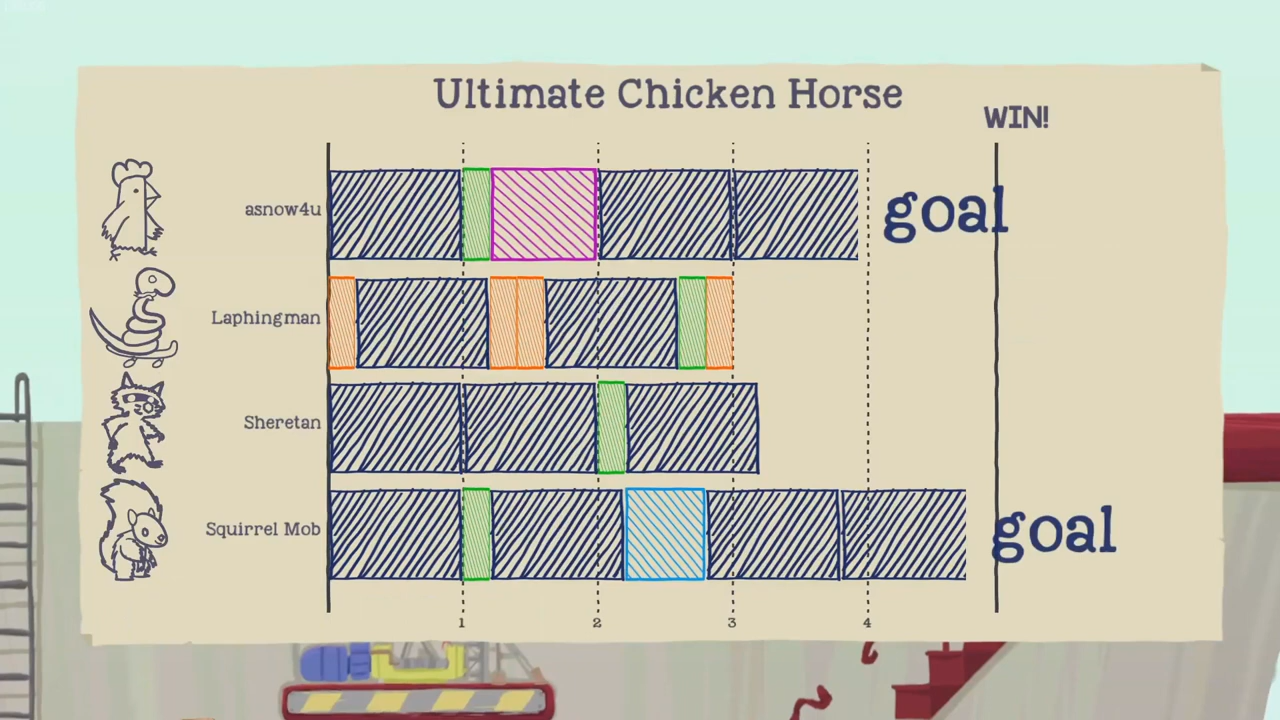 Ultimate Chicken Horse
WIN!
asnow4u
goal
Laphingman
Sheretan
Squirrel Mob
goal
1 2 3 4